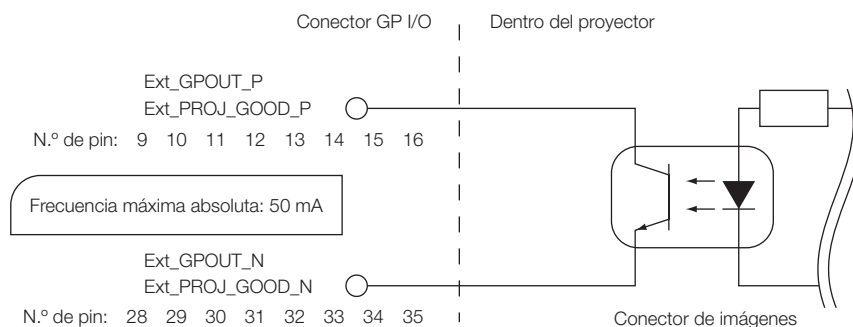 Conector GP I/O
Dentro del proyector
Ext_GPOUT_P
Ext_PROJ_GOOD_P
N.º de pin: 9 10 11 12 13 14 15 16
Frecuencia máxima absoluta: 50 mA
Ext_GPOUT_N
Ext_PROJ_GOOD_N
N.º de pin: 28 29 30 31 32 33 34 35
Conector de imágenes